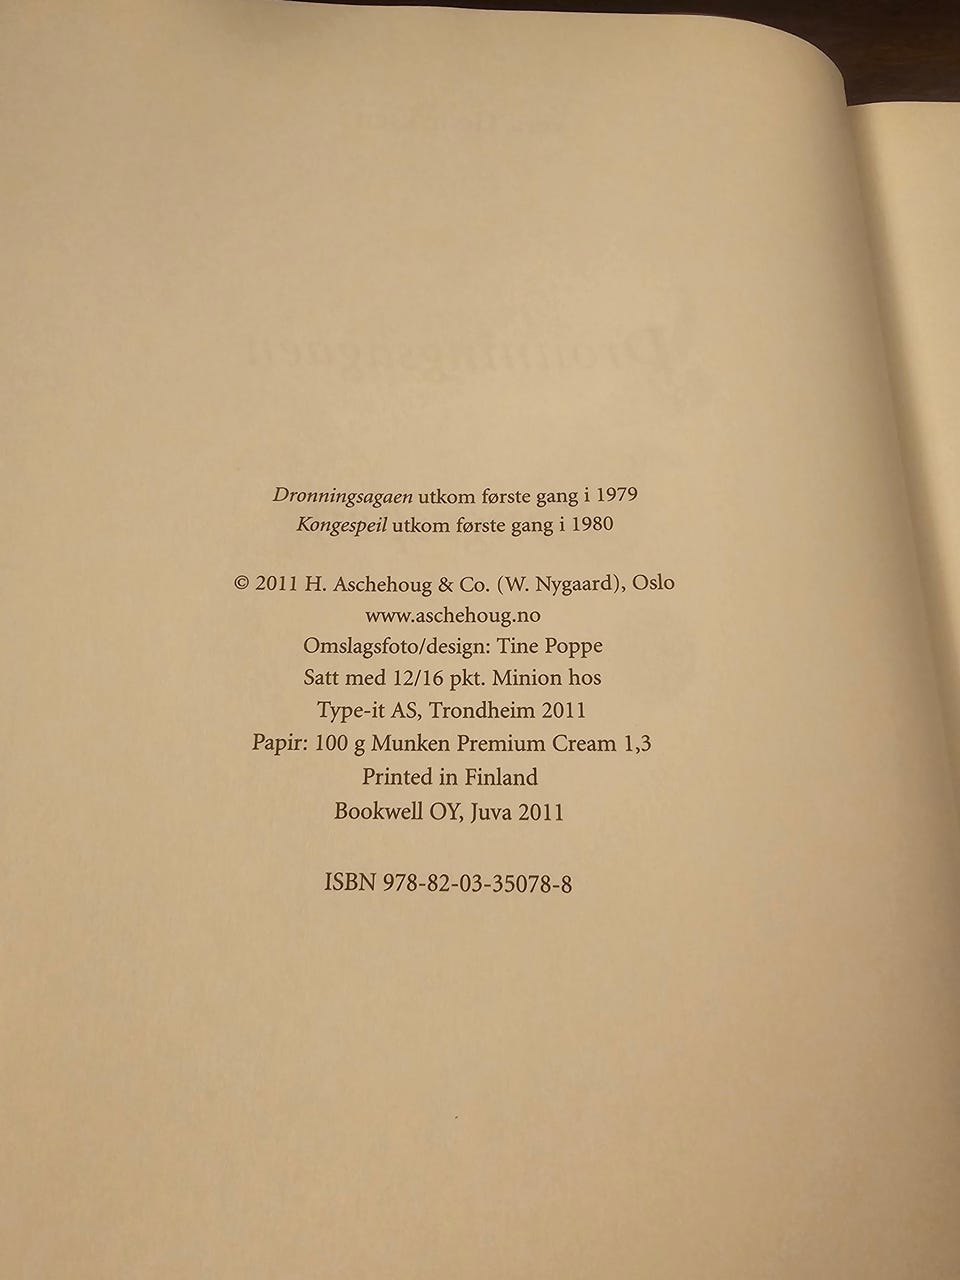 Dronningsagaen utkom første gang i 1979
Kongespeil utkom første gang i 1980
© 2011 H. Aschehoug & Co. (W. Nygaard), Oslo
www.aschehoug.no
Omslagsfoto/design: Tine Poppe
Satt med 12/16 pkt. Minion hos
Type-it AS, Trondheim 2011
Papir: 100 g Munken Premium Cream 1,3
Printed in Finland
Bookwell OY, Juva 2011
ISBN 978-82-03-35078-8